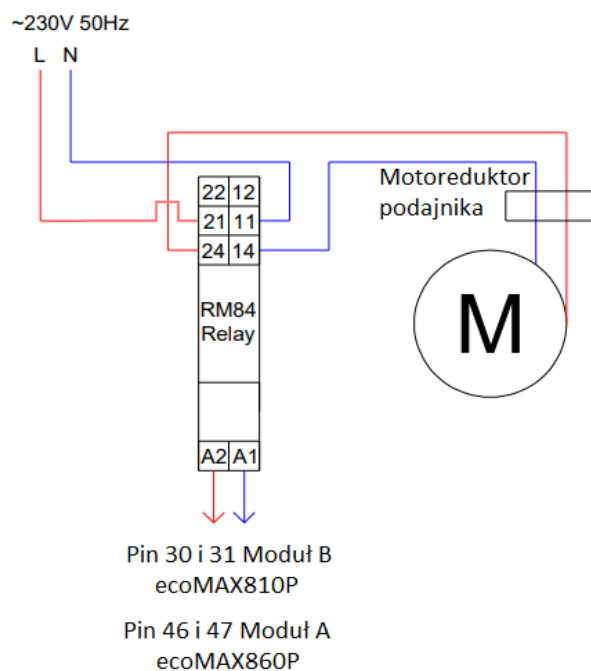 ~230V 50Hz
L N
Motoreduktor
podajnika
22 12
21 11
24 14
RM84
Relay
M
A2 A1
Pin 30 i 31 Moduł B
ecoMAX810P
Pin 46 i 47 Moduł A
ecoMAX860P